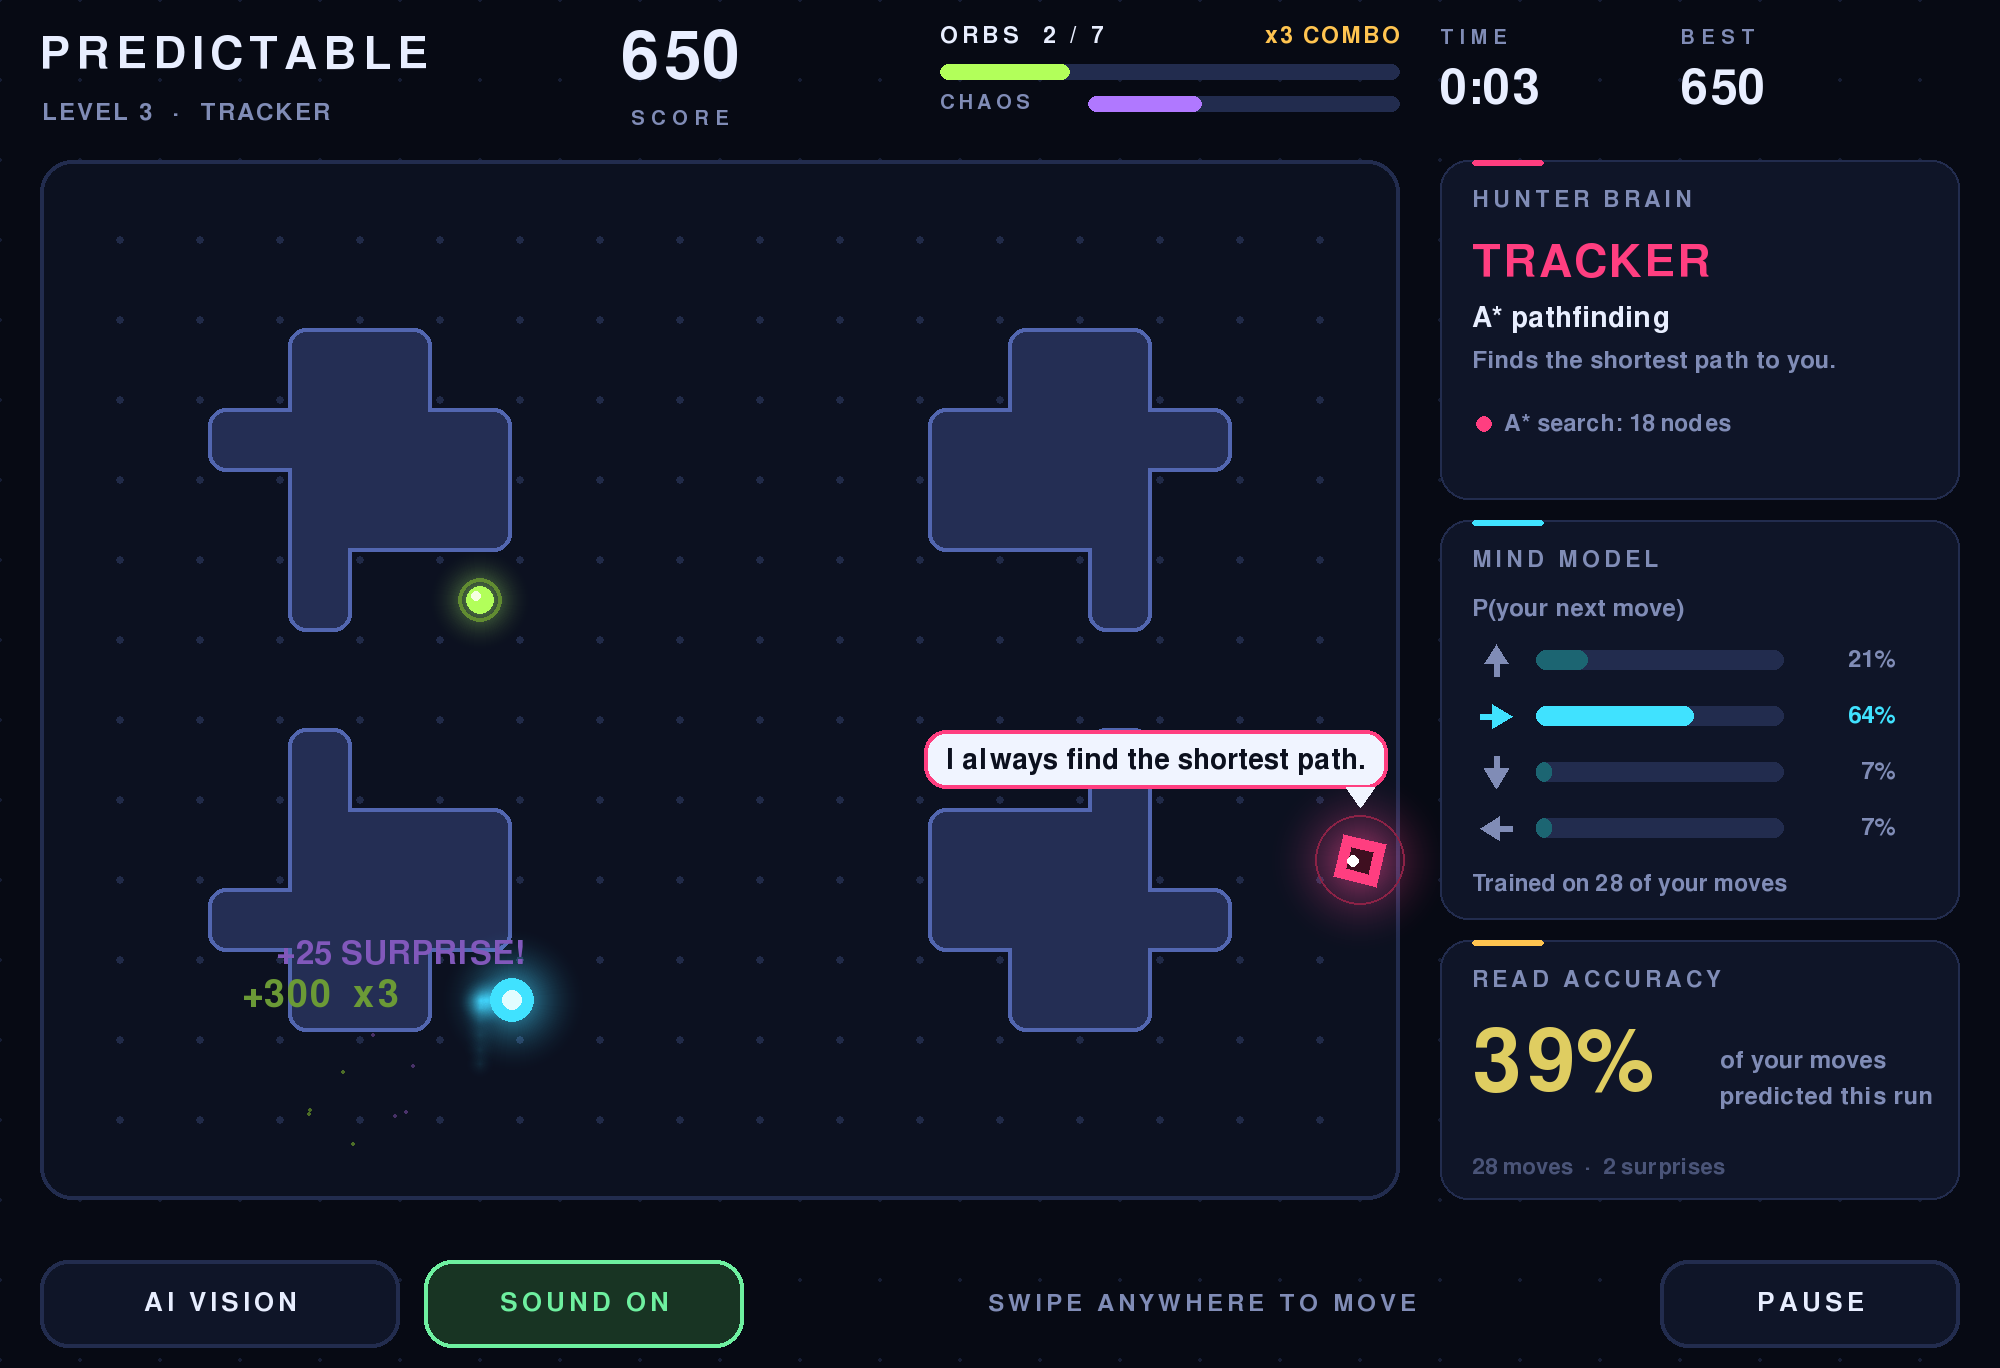 PREDICTABLE
LEVEL 3 · TRACKER
650
SCORE
ORBS 2 / 7
x3 COMBO
CHAOS
TIME
0:03
BEST
650
HUNTER BRAIN
TRACKER
A* pathfinding
Finds the shortest path to you.
A* search: 18 nodes
MIND MODEL
P(your next move)
21%
64%
7%
7%
Trained on 28 of your moves
READ ACCURACY
39%
of your moves
predicted this run
28 moves · 2 surprises
I always find the shortest path.
+25 SURPRISE!
+300 x3
AI VISION
SOUND ON
SWIPE ANYWHERE TO MOVE
PAUSE